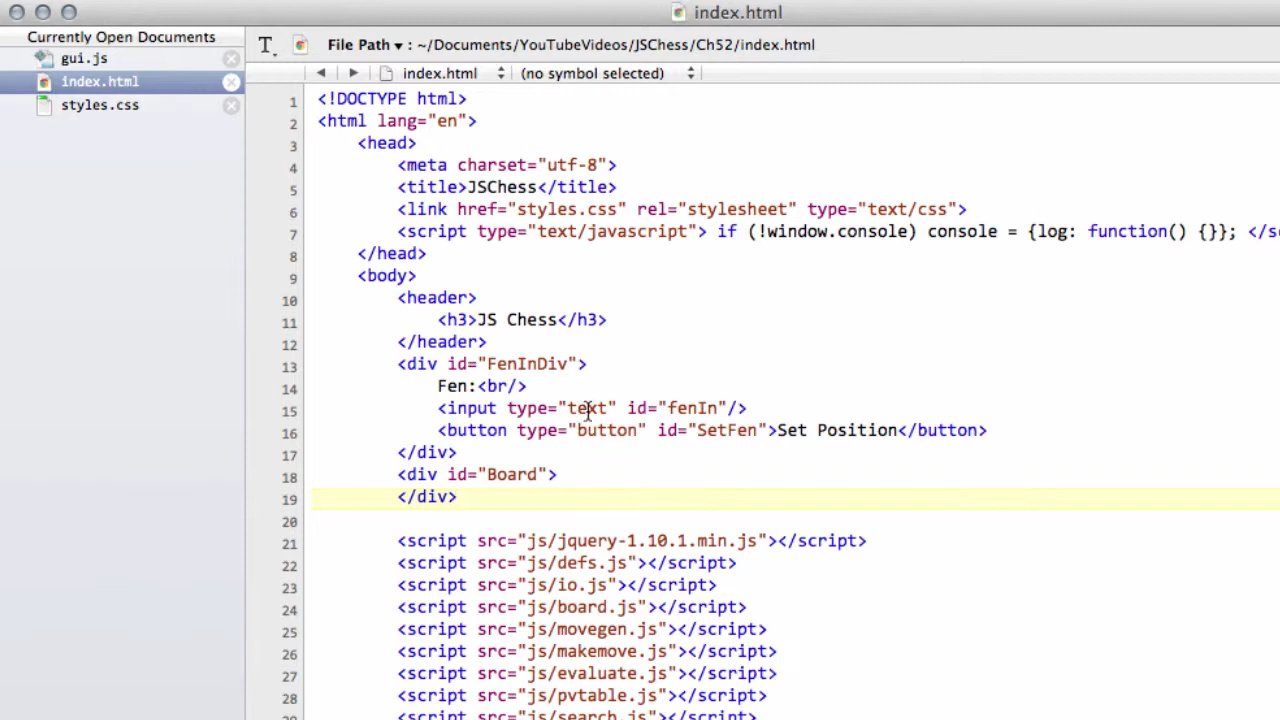 index.html
Currently Open Documents
gui.js
index.html
styles.css
File Path ▾ : ~/Documents/YouTubeVideos/JSChess/Ch52/index.html
index.html (no symbol selected)
1 <!DOCTYPE html>
2 <html lang="en">
3 <head>
4 <meta charset="utf-8">
5 <title>JSChess</title>
6 <link href="styles.css" rel="stylesheet" type="text/css">
7 <script type="text/javascript"> if (!window.console) console = {log: function() {}}; </s
8 </head>
9 <body>
10 <header>
11 <h3>JS Chess</h3>
12 </header>
13 <div id="FenInDiv">
14 Fen:<br/>
15 <input type="text" id="fenIn"/>
16 <button type="button" id="SetFen">Set Position</button>
17 </div>
18 <div id="Board">
19 </div>
20
21 <script src="js/jquery-1.10.1.min.js"></script>
22 <script src="js/defs.js"></script>
23 <script src="js/io.js"></script>
24 <script src="js/board.js"></script>
25 <script src="js/movegen.js"></script>
26 <script src="js/makemove.js"></script>
27 <script src="js/evaluate.js"></script>
28 <script src="js/pvtable.js"></script>
<script src="js/search.js"></script>